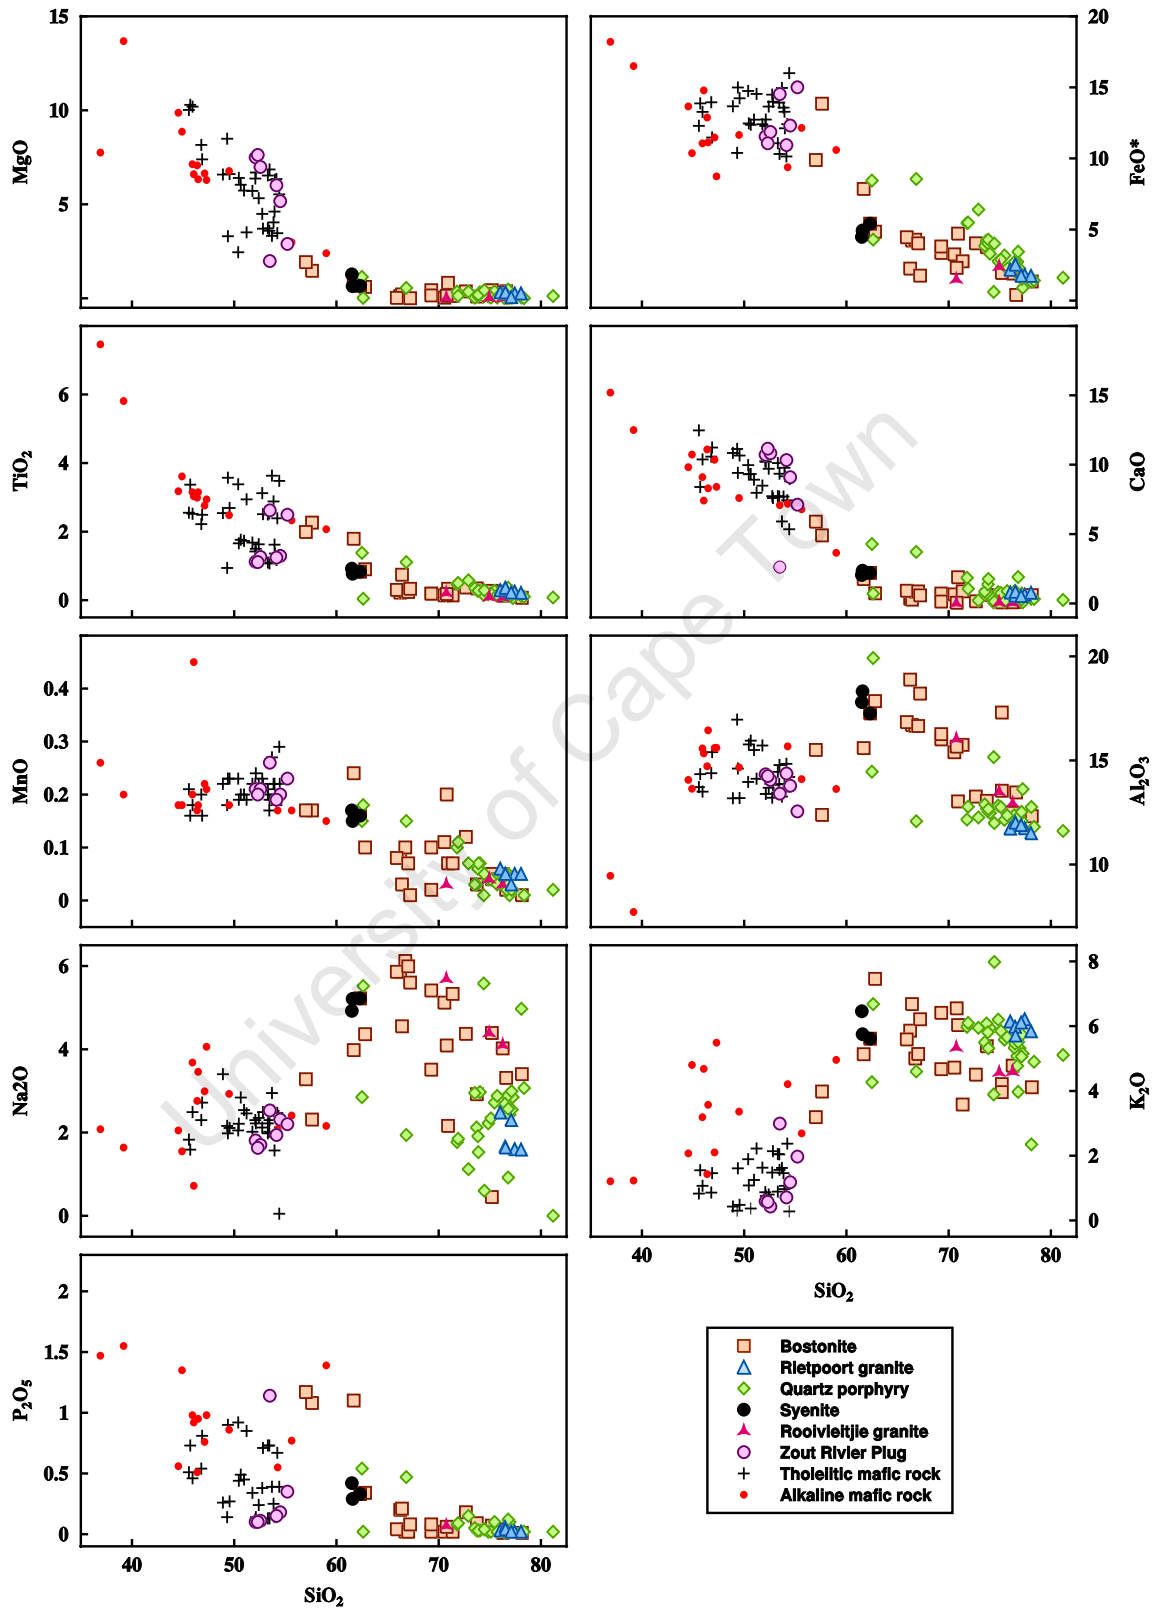 15
10
5
MgO
20
15
10
5
FeO*
6
4
2
0
TiO2
15
10
5
0
CaO
0.4
0.3
0.2
0.1
0
MnO
20
15
10
Al2O3
6
4
2
0
Na2O
8
6
4
2
0
K2O
40 50 60 70 80
SiO2
2
1.5
1
0.5
0
P2O5
40 50 60 70 80
SiO2
Bostonite
Rietpoort granite
Quartz porphyry
Syenite
Rooivleitjie granite
Zout Rivier Plug
Tholeiitic mafic rock
Alkaline mafic rock
University of Cape Town